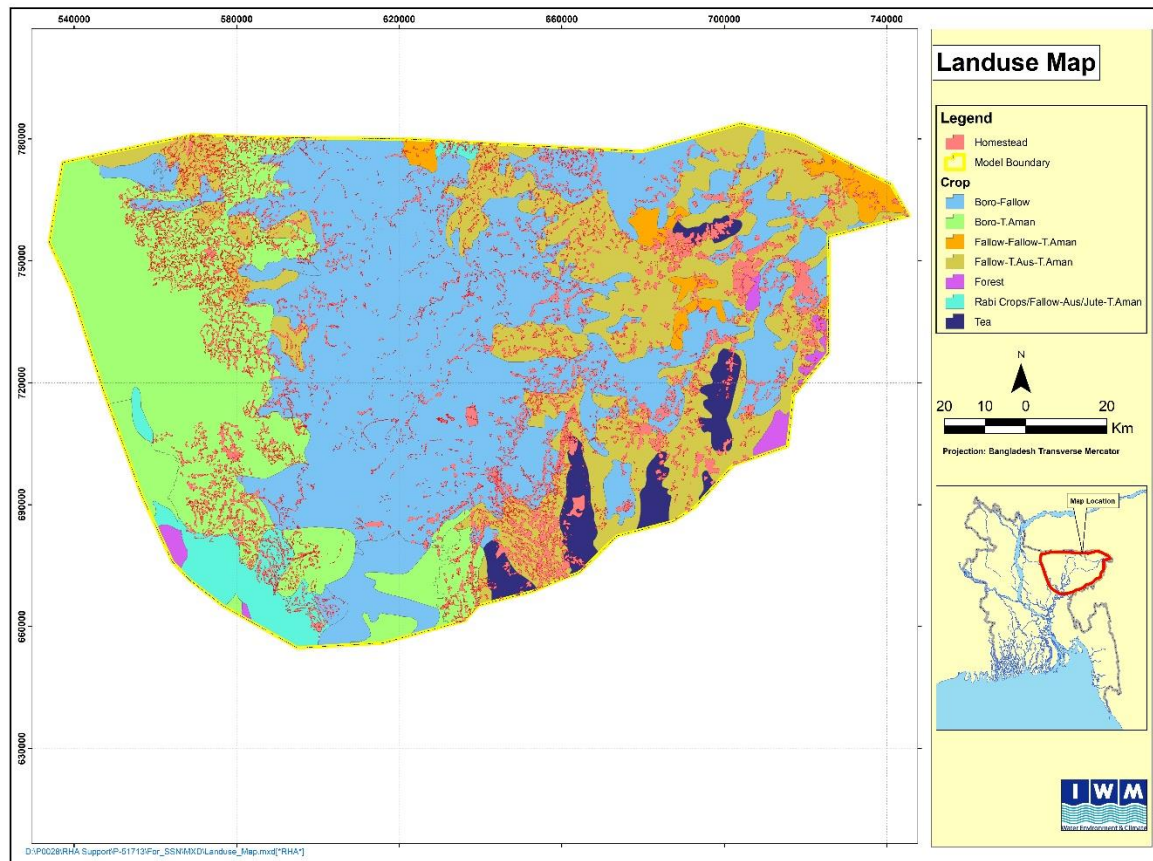 540000 580000 620000 660000 700000 740000
780000
750000
720000
690000
660000
630000
Landuse Map
Legend
Homestead
Model Boundary
Crop
Boro-Fallow
Boro-T.Aman
Fallow-Fallow-T.Aman
Fallow-T.Aus-T.Aman
Forest
Rabi Crops/Fallow-Aus/Jute-T.Aman
Tea
N
20 10 0 20
Km
Projection: Bangladesh Transverse Mercator
Map Location
I W M
Water Environment & Climate
D:\P0028\RHA Support\P-51713\For_SSN\MXD\Landuse_Map.mxd[*RHA*]